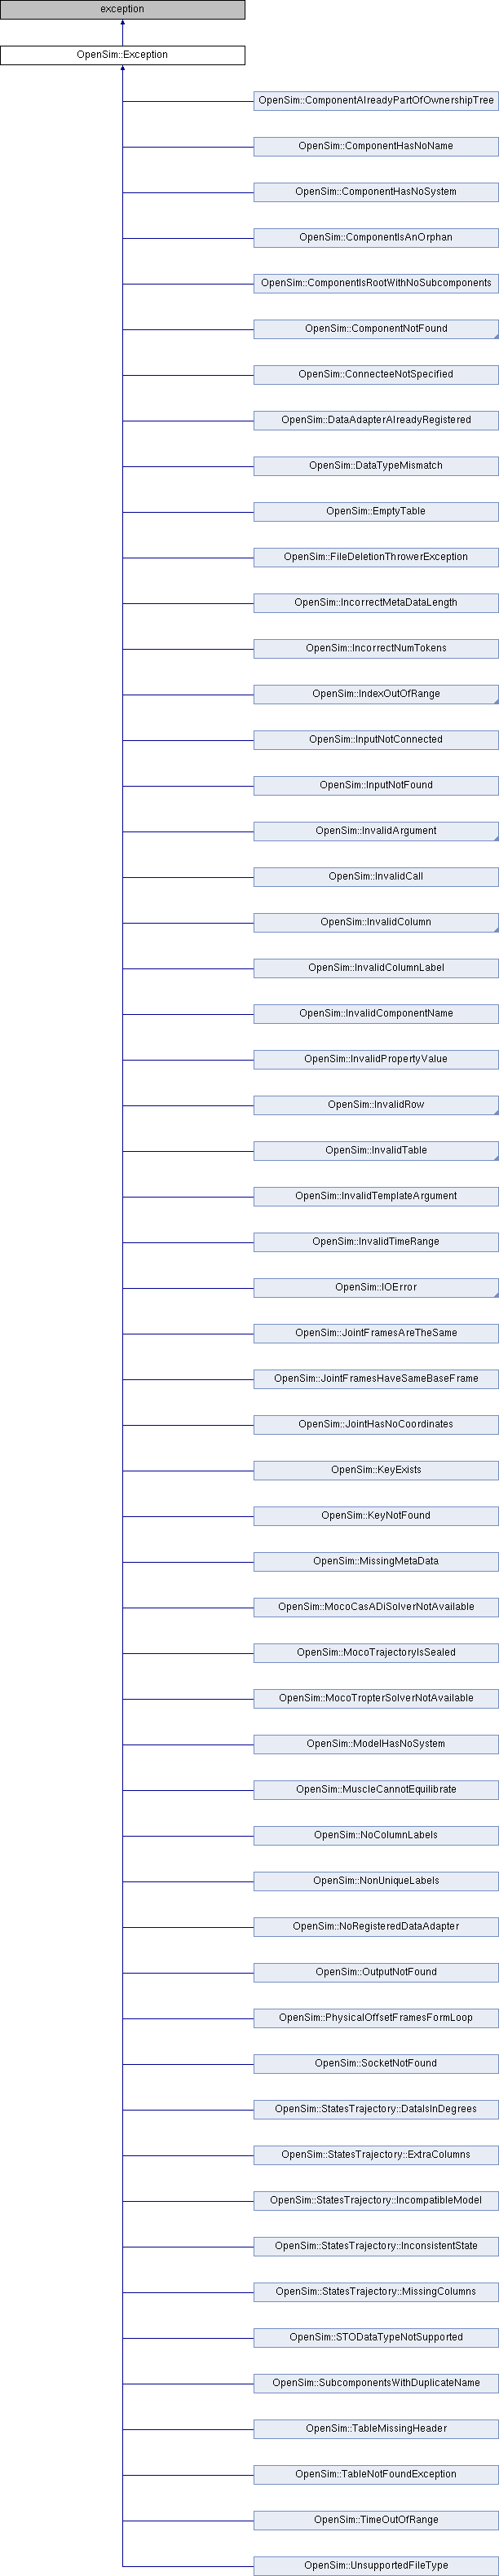 exception
OpenSim::Exception
OpenSim::ComponentAlreadyPartOfOwnershipTree
OpenSim::ComponentHasNoName
OpenSim::ComponentHasNoSystem
OpenSim::ComponentIsAnOrphan
OpenSim::ComponentIsRootWithNoSubcomponents
OpenSim::ComponentNotFound
OpenSim::ConnecteeNotSpecified
OpenSim::DataAdapterAlreadyRegistered
OpenSim::DataTypeMismatch
OpenSim::EmptyTable
OpenSim::FileDeletionThrowerException
OpenSim::IncorrectMetaDataLength
OpenSim::IncorrectNumTokens
OpenSim::IndexOutOfRange
OpenSim::InputNotConnected
OpenSim::InputNotFound
OpenSim::InvalidArgument
OpenSim::InvalidCall
OpenSim::InvalidColumn
OpenSim::InvalidColumnLabel
OpenSim::InvalidComponentName
OpenSim::InvalidPropertyValue
OpenSim::InvalidRow
OpenSim::InvalidTable
OpenSim::InvalidTemplateArgument
OpenSim::InvalidTimeRange
OpenSim::IOError
OpenSim::JointFramesAreTheSame
OpenSim::JointFramesHaveSameBaseFrame
OpenSim::JointHasNoCoordinates
OpenSim::KeyExists
OpenSim::KeyNotFound
OpenSim::MissingMetaData
OpenSim::MocoCasADiSolverNotAvailable
OpenSim::MocoTrajectoryIsSealed
OpenSim::MocoTropterSolverNotAvailable
OpenSim::ModelHasNoSystem
OpenSim::MuscleCannotEquilibrate
OpenSim::NoColumnLabels
OpenSim::NonUniqueLabels
OpenSim::NoRegisteredDataAdapter
OpenSim::OutputNotFound
OpenSim::PhysicalOffsetFramesFormLoop
OpenSim::SocketNotFound
OpenSim::StatesTrajectory::DataIsInDegrees
OpenSim::StatesTrajectory::ExtraColumns
OpenSim::StatesTrajectory::IncompatibleModel
OpenSim::StatesTrajectory::InconsistentState
OpenSim::StatesTrajectory::MissingColumns
OpenSim::STODataTypeNotSupported
OpenSim::SubcomponentsWithDuplicateName
OpenSim::TableMissingHeader
OpenSim::TableNotFoundException
OpenSim::TimeOutOfRange
OpenSim::UnsupportedFileType